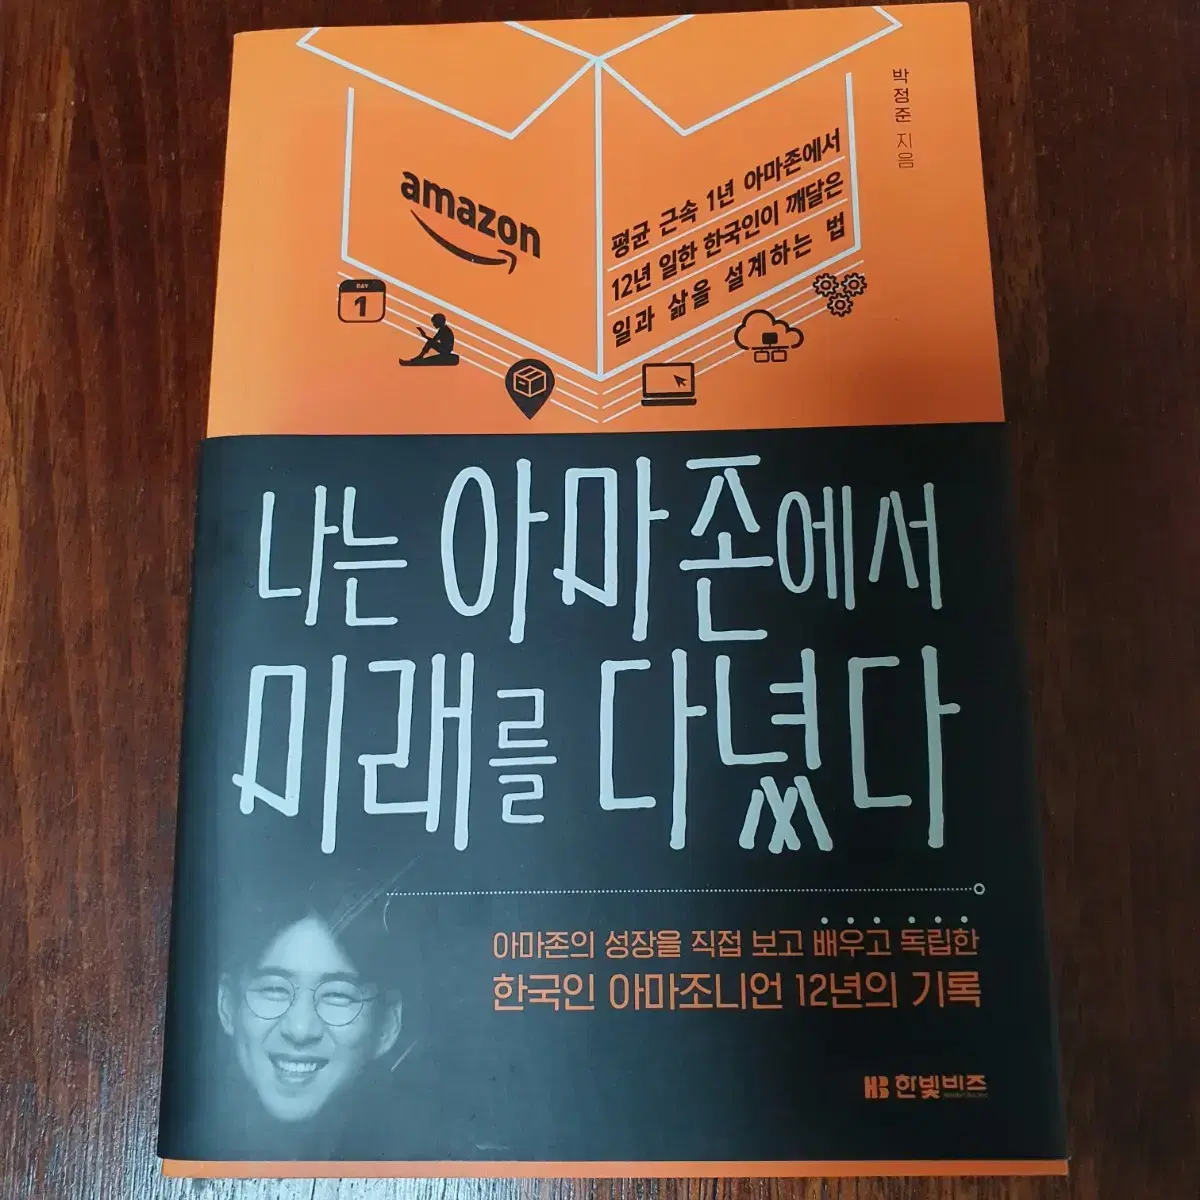 박정준 지음
amazon
평균 근속 1년 아마존에서
12년 일한 한국인이 깨달은
일과 삶을 설계하는 법
DAY
1
나는 아마존에서
미래를 다녔다
아마존의 성장을 직접 보고 배우고 독립한
한국인 아마조니언 12년의 기록
HB 한빛비즈